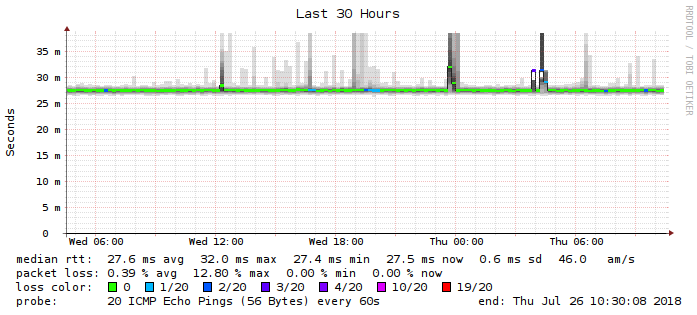 Last 30 Hours
RRDTOOL / TOBI OETIKER
Seconds
35 m
30 m
25 m
20 m
15 m
10 m
5 m
0
Wed 06:00 Wed 12:00 Wed 18:00 Thu 00:00 Thu 06:00
median rtt: 27.6 ms avg 32.0 ms max 27.4 ms min 27.5 ms now 0.6 ms sd 46.0 am/s
packet loss: 0.39 % avg 12.80 % max 0.00 % min 0.00 % now
loss color: 0 1/20 2/20 3/20 4/20 10/20 19/20
probe: 20 ICMP Echo Pings (56 Bytes) every 60s end: Thu Jul 26 10:30:08 2018